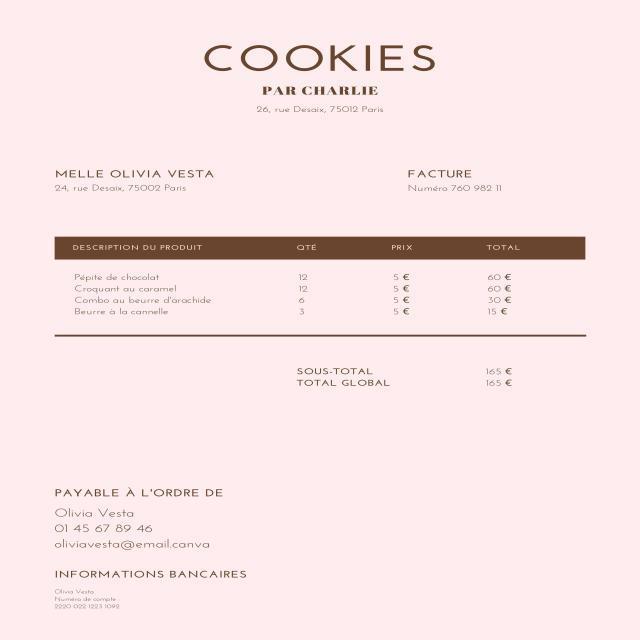 COOKIES
PAR CHARLIE
26, rue Desaix, 75012 Paris
MELLE OLIVIA VESTA
24, rue Desaix, 75002 Paris
FACTURE
Numéro 760 982 11
DESCRIPTION DU PRODUIT QTÉ PRIX TOTAL
Pépite de chocolat 12 5 € 60 €
Croquant au caramel 12 5 € 60 €
Combo au beurre d'arachide 6 5 € 30 €
Beurre à la cannelle 3 5 € 15 €
SOUS-TOTAL 165 €
TOTAL GLOBAL 165 €
PAYABLE À L'ORDRE DE
Olivia Vesta
01 45 67 89 46
oliviavesta@email.canva
INFORMATIONS BANCAIRES
Olivia Vesta
Numéro de compte
2220 022 1223 1092